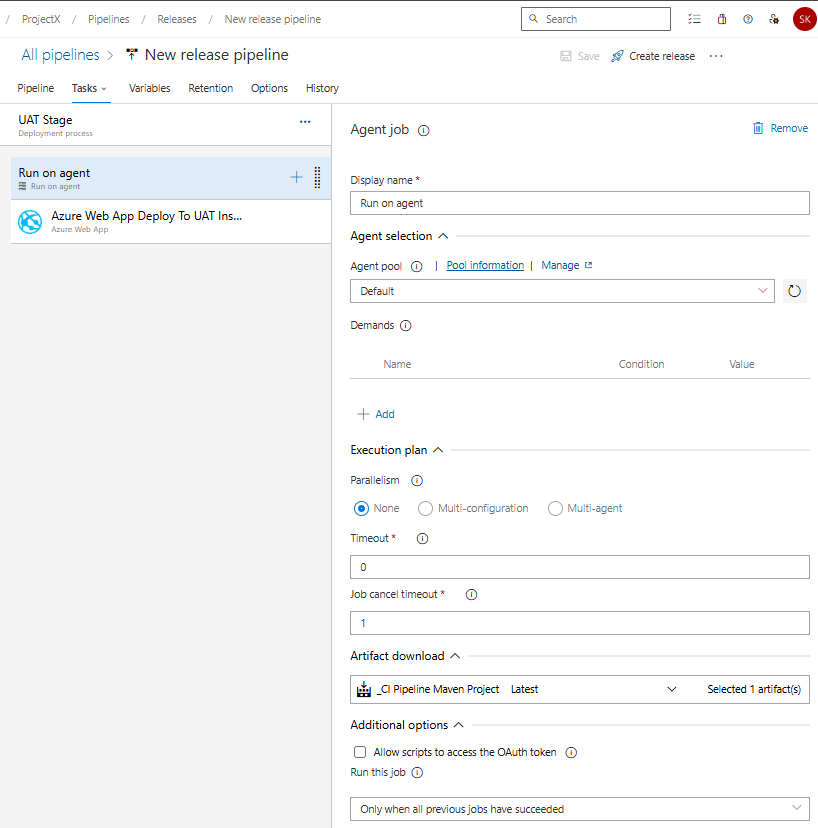 / ProjectX / Pipelines / Releases / New release pipeline
Search
SK
All pipelines > New release pipeline
Save Create release ...
Pipeline Tasks Variables Retention Options History
UAT Stage
Deployment process
...
Run on agent
Run on agent
Azure Web App Deploy To UAT Ins...
Azure Web App
Agent job
Remove
Display name *
Run on agent
Agent selection
Agent pool | Pool information | Manage
Default
Demands
Name Condition Value
+ Add
Execution plan
Parallelism
None Multi-configuration Multi-agent
Timeout *
0
Job cancel timeout *
1
Artifact download
_CI Pipeline Maven Project Latest Selected 1 artifact(s)
Additional options
Allow scripts to access the OAuth token
Run this job
Only when all previous jobs have succeeded